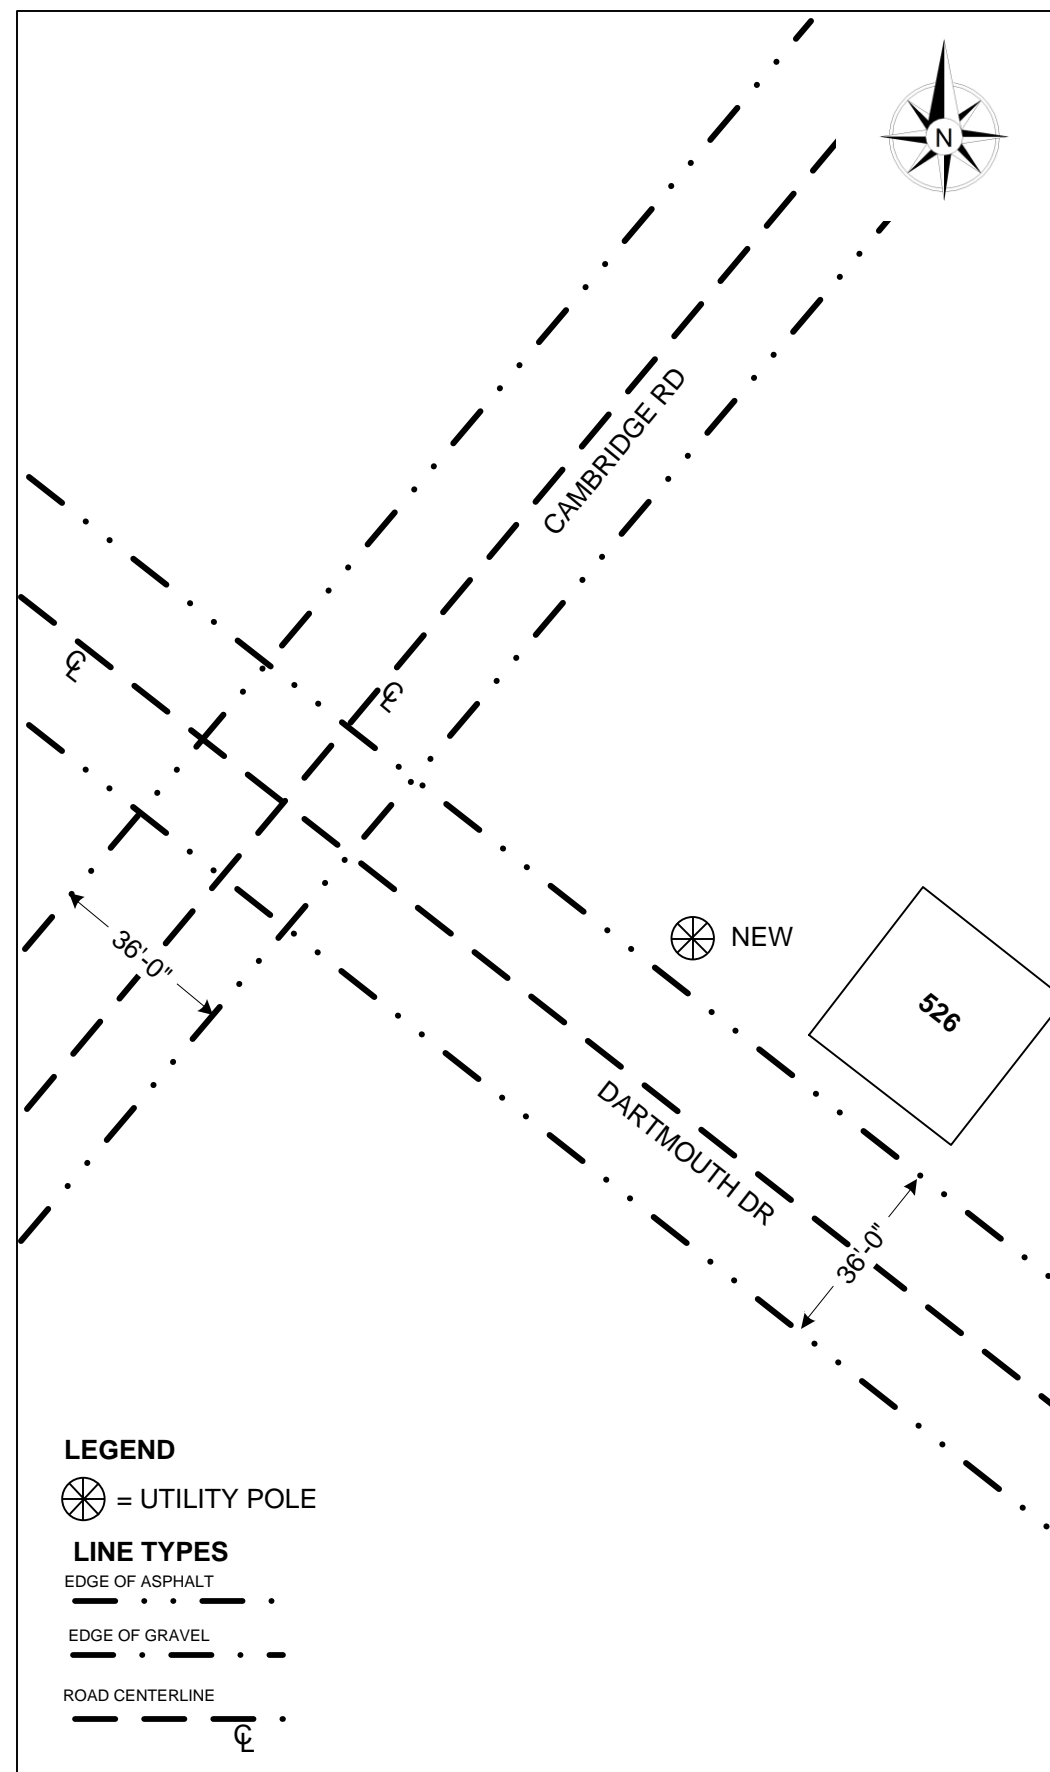 N
CAMBRIDGE RD
℄
℄
36'-0"
NEW
526
DARTMOUTH DR
36'-0"
LEGEND
= UTILITY POLE
LINE TYPES
EDGE OF ASPHALT
EDGE OF GRAVEL
ROAD CENTERLINE
℄